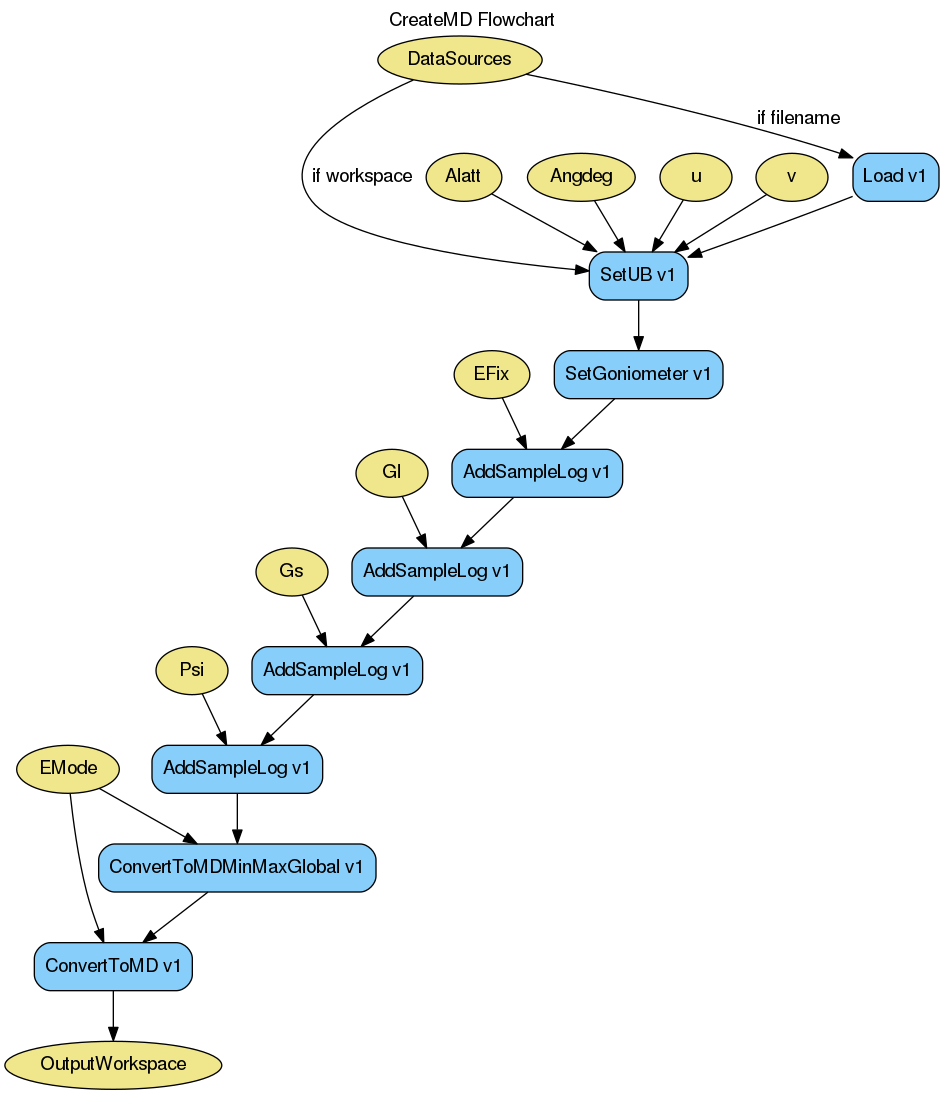 CreateMD Flowchart
DataSources
if filename
if workspace
Alatt
Angdeg
u
v
Load v1
SetUB v1
EFix
SetGoniometer v1
Gl
AddSampleLog v1
Gs
AddSampleLog v1
Psi
AddSampleLog v1
EMode
AddSampleLog v1
ConvertToMDMinMaxGlobal v1
ConvertToMD v1
OutputWorkspace